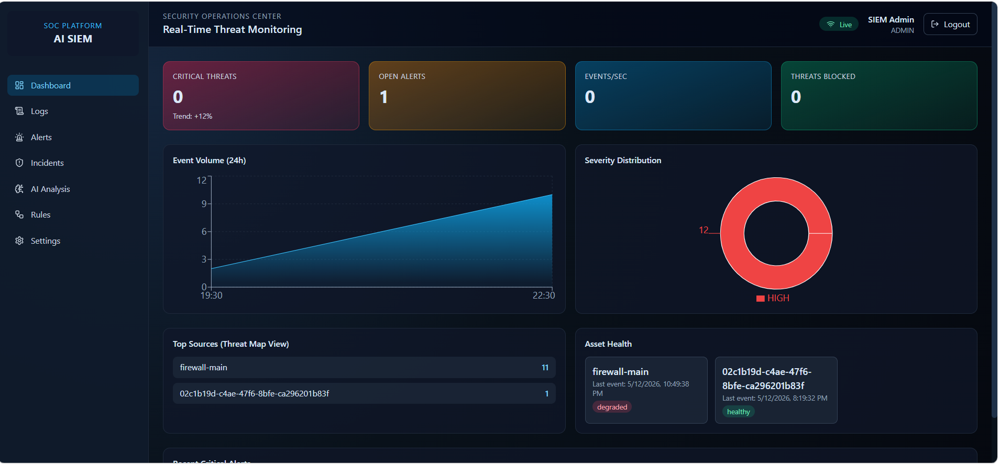 SOC PLATFORM
AI SIEM
Dashboard
Logs
Alerts
Incidents
AI Analysis
Rules
Settings
SECURITY OPERATIONS CENTER
Real-Time Threat Monitoring
Live
SIEM Admin
ADMIN
Logout
CRITICAL THREATS
0
Trend: +12%
OPEN ALERTS
1
EVENTS/SEC
0
THREATS BLOCKED
0
Event Volume (24h)
12
9
6
3
0
19:30
22:30
Severity Distribution
12
HIGH
Top Sources (Threat Map View)
firewall-main
11
02c1b19d-c4ae-47f6-8bfe-ca296201b83f
1
Asset Health
firewall-main
Last event: 5/12/2026, 10:49:38
PM
degraded
02c1b19d-c4ae-47f6-
8bfe-ca296201b83f
Last event: 5/12/2026, 8:19:32 PM
healthy
Recent Critical Alerts